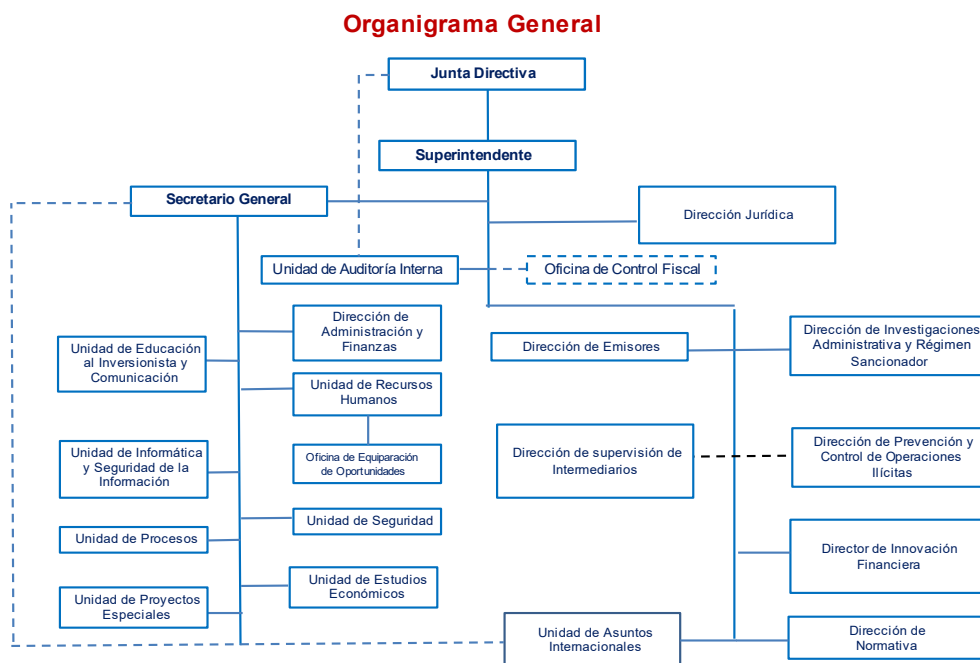 Organigrama General
Junta Directiva
Superintendente
Secretario General
Dirección Jurídica
Unidad de Auditoría Interna
Oficina de Control Fiscal
Dirección de
Administración y
Finanzas
Unidad de Educación
al Inversionista y
Comunicación
Dirección de Emisores
Dirección de Investigaciones
Administrativa y Régimen
Sancionador
Unidad de Recursos
Humanos
Unidad de Informática
y Seguridad de la
Información
Oficina de Equiparación
de Oportunidades
Dirección de supervisión de
Intermediarios
Dirección de Prevención y
Control de Operaciones
Ilícitas
Unidad de Seguridad
Unidad de Procesos
Director de Innovación
Financiera
Unidad de Estudios
Económicos
Unidad de Proyectos
Especiales
Unidad de Asuntos
Internacionales
Dirección de
Normativa